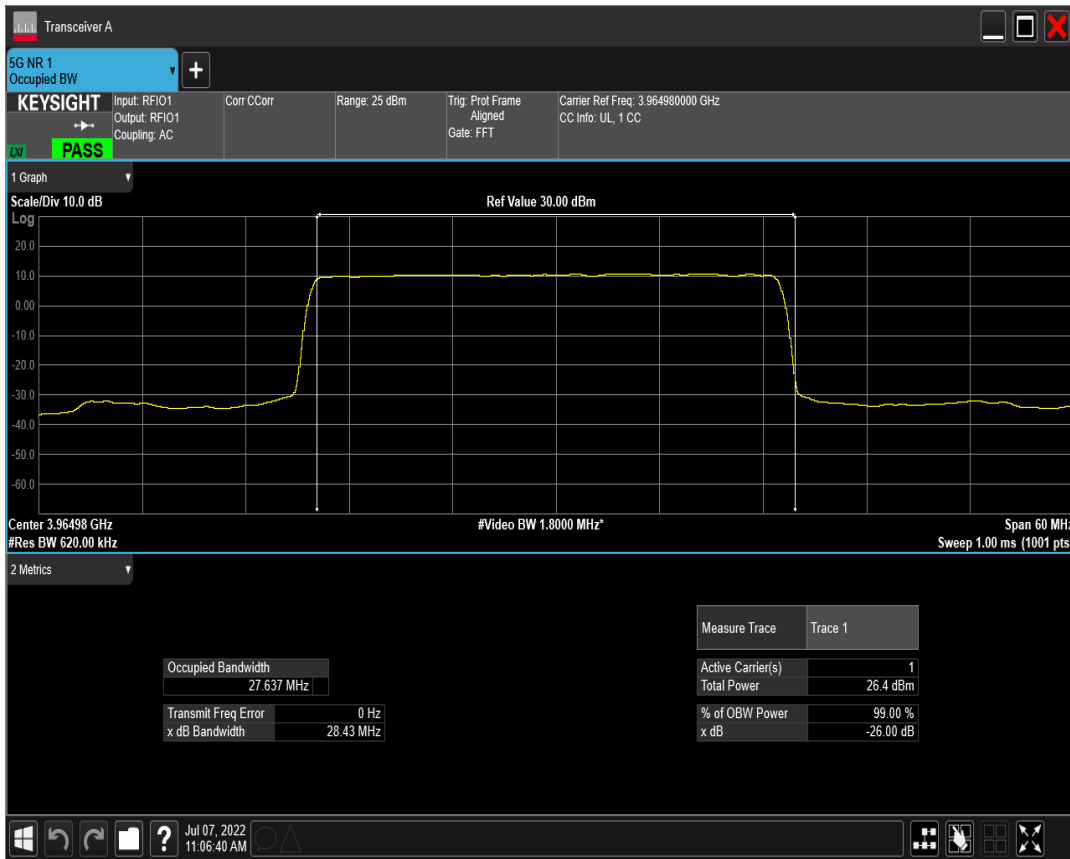 Transceiver A
5G NR 1
Occupied BW
+
KEYSIGHT
Input: RFIO1
Output: RFIO1
Coupling: AC
LXI
PASS
Corr CCorr
Range: 25 dBm
Trig: Prot Frame
Aligned
Gate: FFT
Carrier Ref Freq: 3.964980000 GHz
CC Info: UL, 1 CC
1 Graph
Scale/Div 10.0 dB
Ref Value 30.00 dBm
Log
20.0
10.0
0.00
-10.0
-20.0
-30.0
-40.0
-50.0
-60.0
Center 3.96498 GHz
#Video BW 1.8000 MHz*
Span 60 MHz
#Res BW 620.00 kHz
Sweep 1.00 ms (1001 pts
2 Metrics
Measure Trace Trace 1
Occupied Bandwidth
27.637 MHz
Active Carrier(s) 1
Total Power 26.4 dBm
Transmit Freq Error 0 Hz
x dB Bandwidth 28.43 MHz
% of OBW Power 99.00 %
x dB -26.00 dB
?
Jul 07, 2022
11:06:40 AM